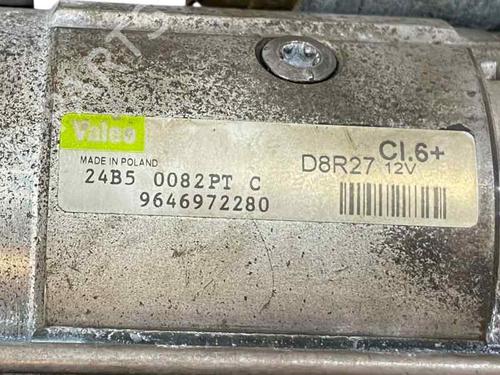 Valeo
MADE IN POLAND
24B5 0082PT C
9646972280
D8R27 12V
CL.6+